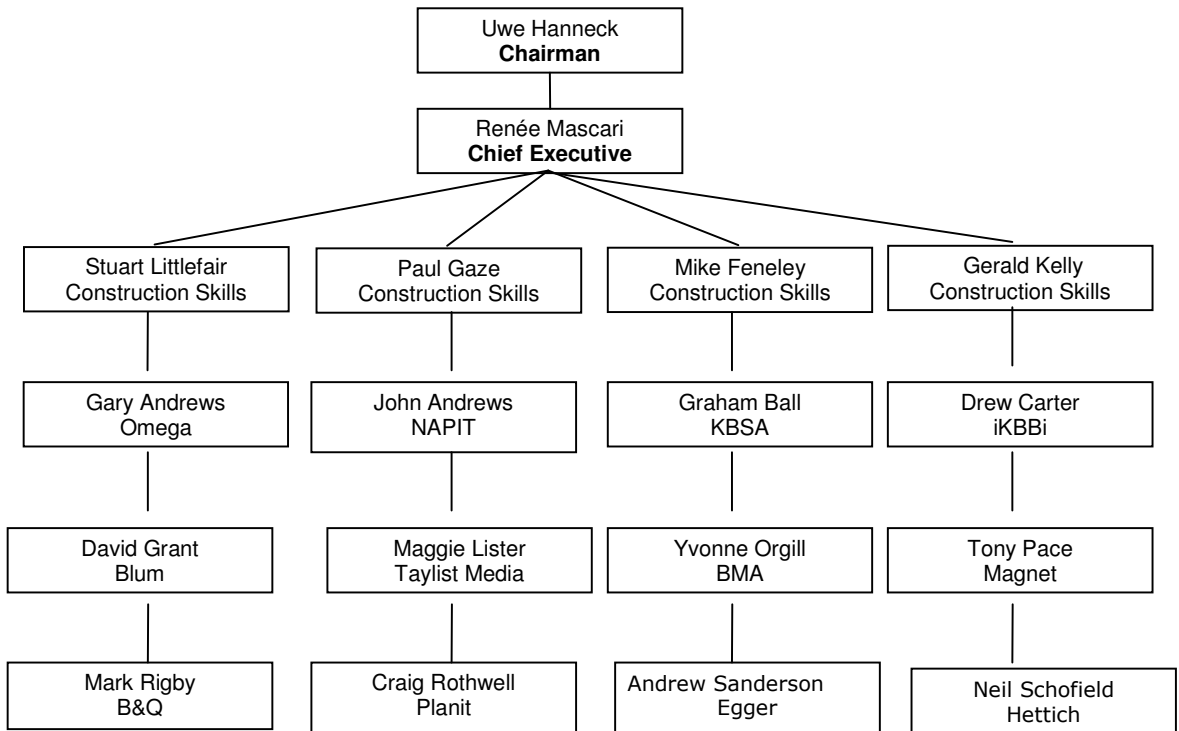 Uwe Hanneck
Chairman
Renée Mascari
Chief Executive
Stuart Littlefair
Construction Skills
Paul Gaze
Construction Skills
Mike Feneley
Construction Skills
Gerald Kelly
Construction Skills
Gary Andrews
Omega
John Andrews
NAPIT
Graham Ball
KBSA
Drew Carter
iKBBi
David Grant
Blum
Maggie Lister
Taylist Media
Yvonne Orgill
BMA
Tony Pace
Magnet
Mark Rigby
B&Q
Craig Rothwell
Planit
Andrew Sanderson
Egger
Neil Schofield
Hettich